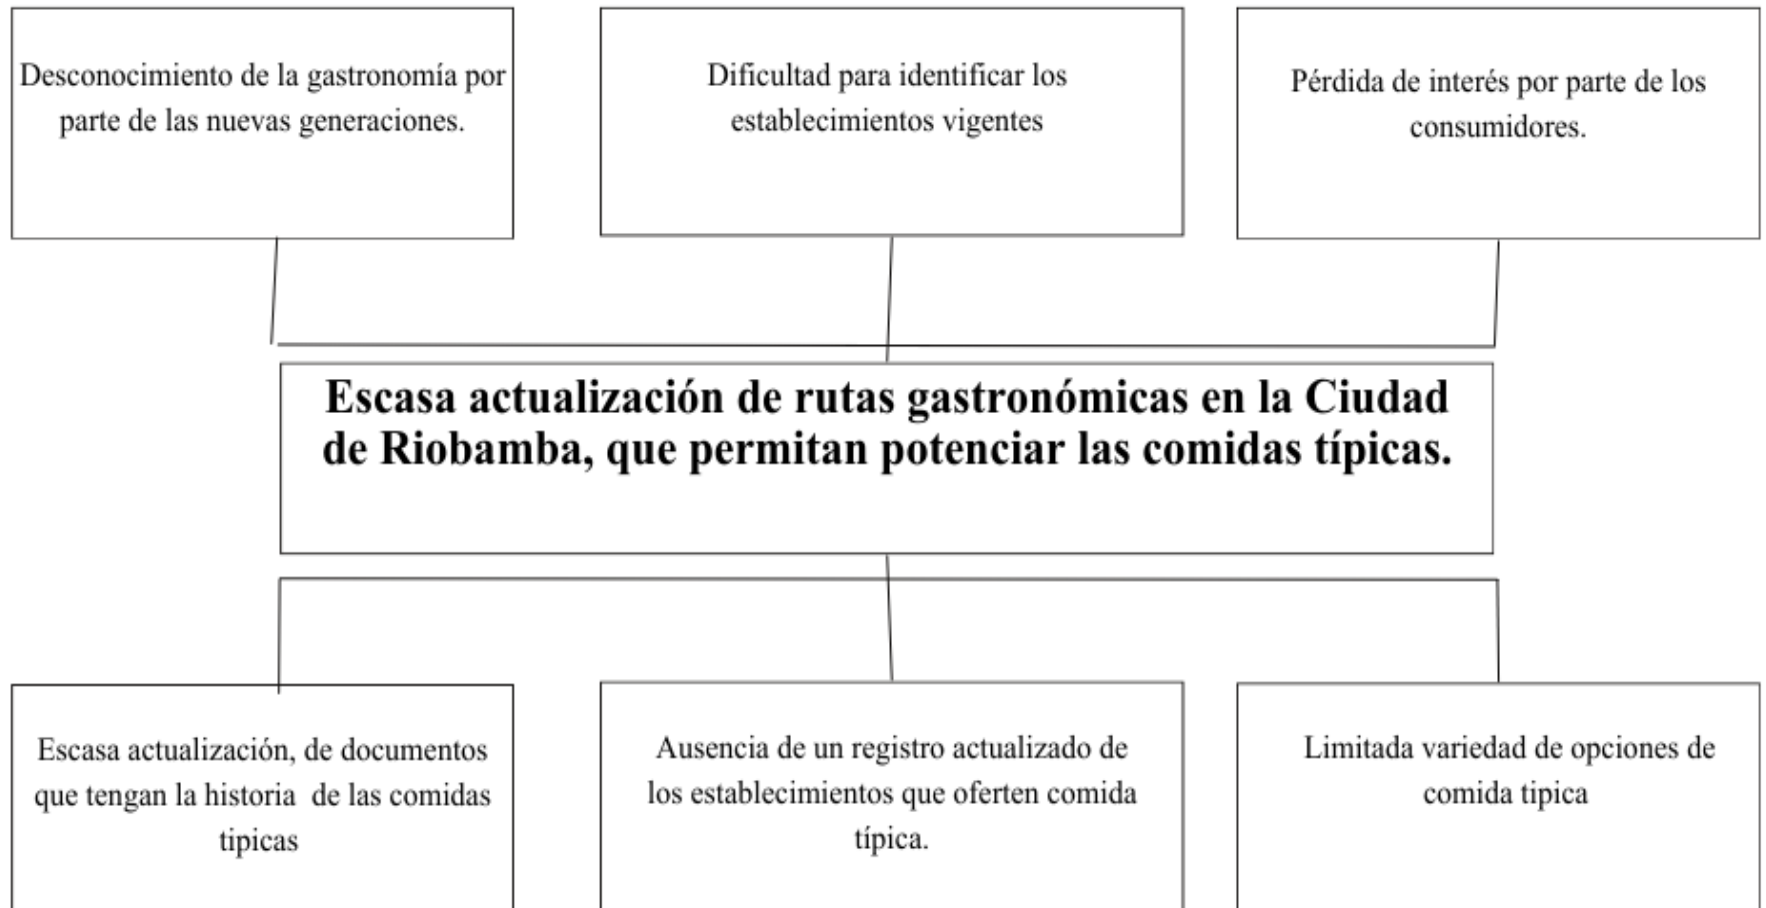 Desconocimiento de la gastronomía por
parte de las nuevas generaciones.
Dificultad para identificar los
establecimientos vigentes
Pérdida de interés por parte de los
consumidores.
Escasa actualización de rutas gastronómicas en la Ciudad
de Riobamba, que permitan potenciar las comidas típicas.
Escasa actualización, de documentos
que tengan la historia  de las comidas
tipicas
Ausencia de un registro actualizado de
los establecimientos que oferten comida
típica.
Limitada variedad de opciones de
comida tipica